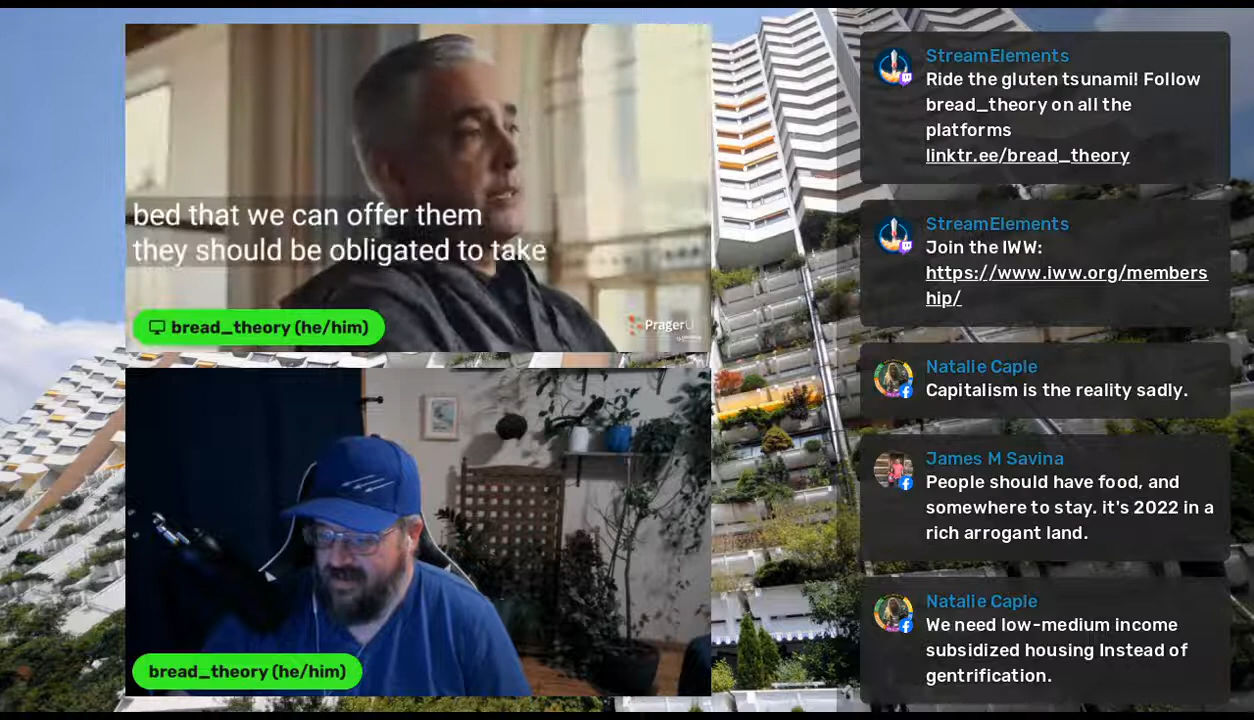 bed that we can offer them
they should be obligated to take
bread_theory (he/him)
PragerU
bread_theory (he/him)
StreamElements
Ride the gluten tsunami! Follow
bread_theory on all the
platforms
linktr.ee/bread_theory
StreamElements
Join the IWW:
https://www.iww.org/members
hip/
Natalie Caple
Capitalism is the reality sadly.
James M Savina
People should have food, and
somewhere to stay. it's 2022 in a
rich arrogant land.
Natalie Caple
We need low-medium income
subsidized housing Instead of
gentrification.